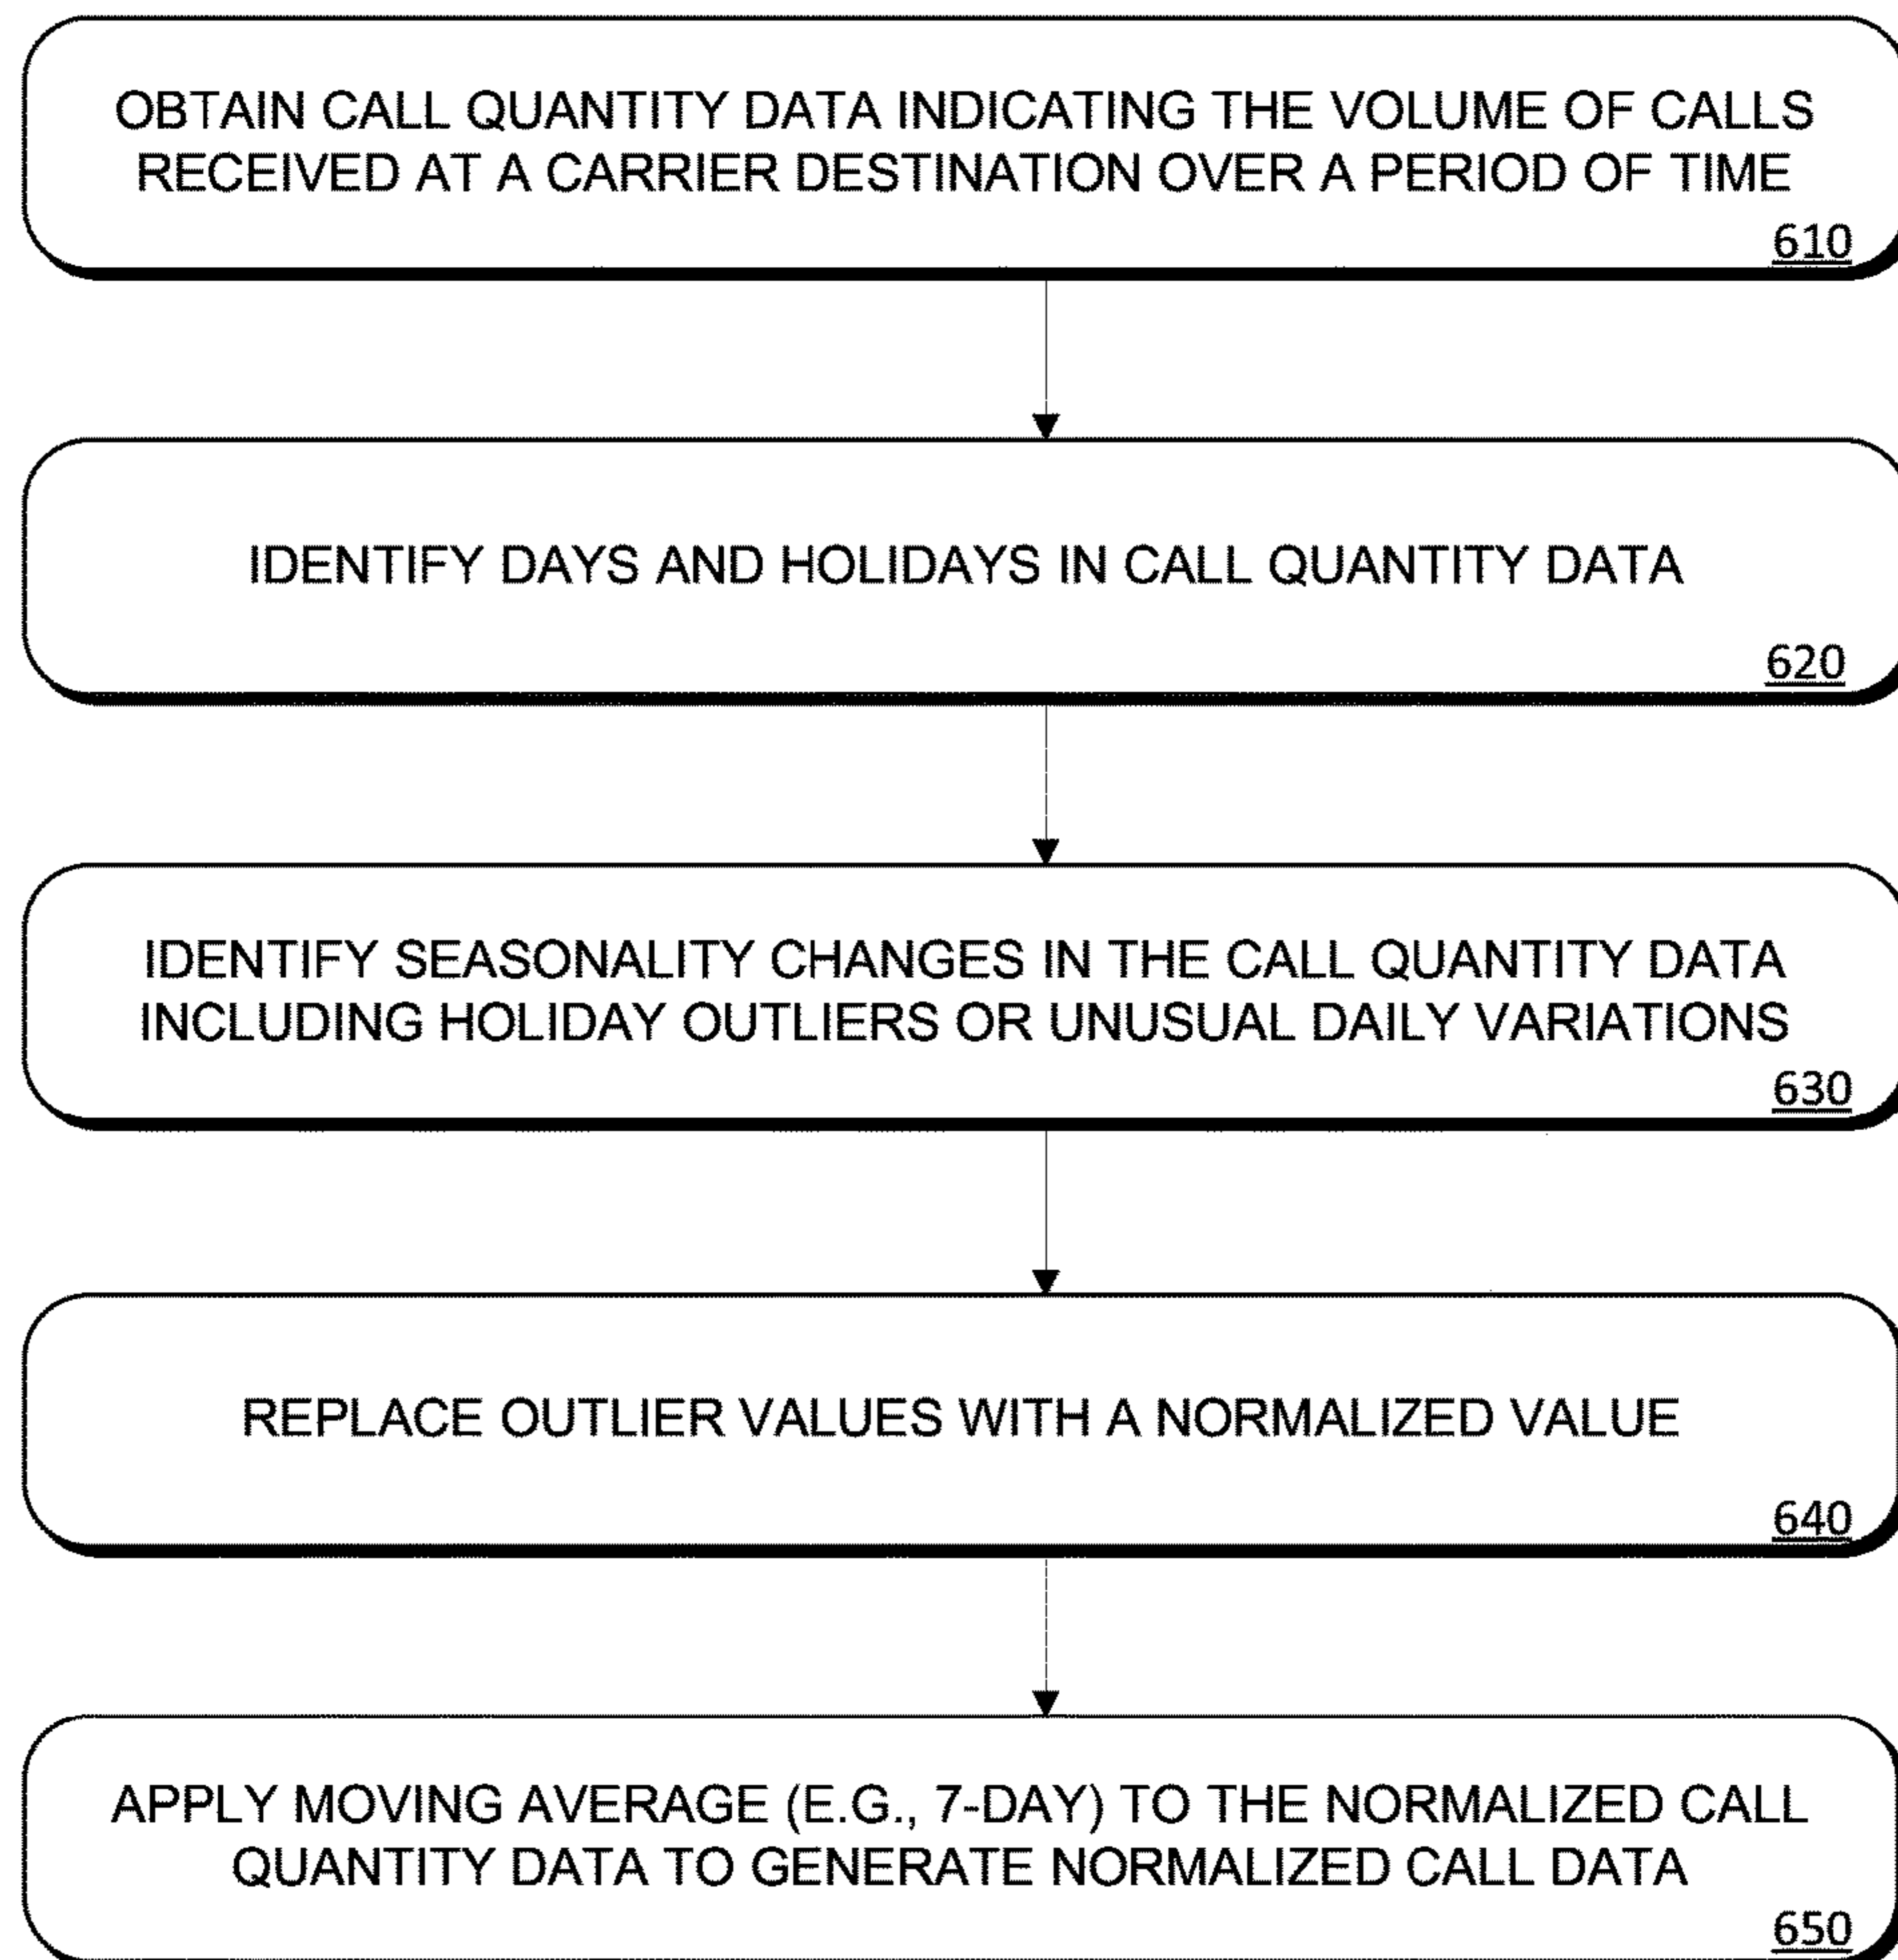 OBTAIN CALL QUANTITY DATA INDICATING THE VOLUME OF CALLS
RECEIVED AT A CARRIER DESTINATION OVER A PERIOD OF TIME
610
IDENTIFY DAYS AND HOLIDAYS IN CALL QUANTITY DATA
620
IDENTIFY SEASONALITY CHANGES IN THE CALL QUANTITY DATA
INCLUDING HOLIDAY OUTLIERS OR UNUSUAL DAILY VARIATIONS
630
REPLACE OUTLIER VALUES WITH A NORMALIZED VALUE
640
APPLY MOVING AVERAGE (E.G., 7-DAY) TO THE NORMALIZED CALL
QUANTITY DATA TO GENERATE NORMALIZED CALL DATA
650